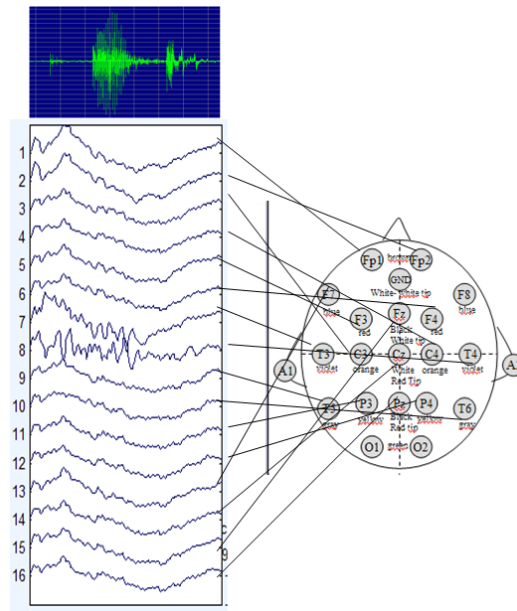 1
2
3
4
5
6
7
8
9
10
11
12
13
14
15
16
c
9
Fp1
Fp2
GND
White- white tip
F7
blue
F8
blue
F3
red
Fz
Black
White tip
F4
red
A1
T3
violet
C3
orange
Cz
White
Red Tip
C4
orange
T4
violet
T5
gray
P3
yellow
Pz
Black
Red tip
P4
yellow
T6
gray
O1
green
O2